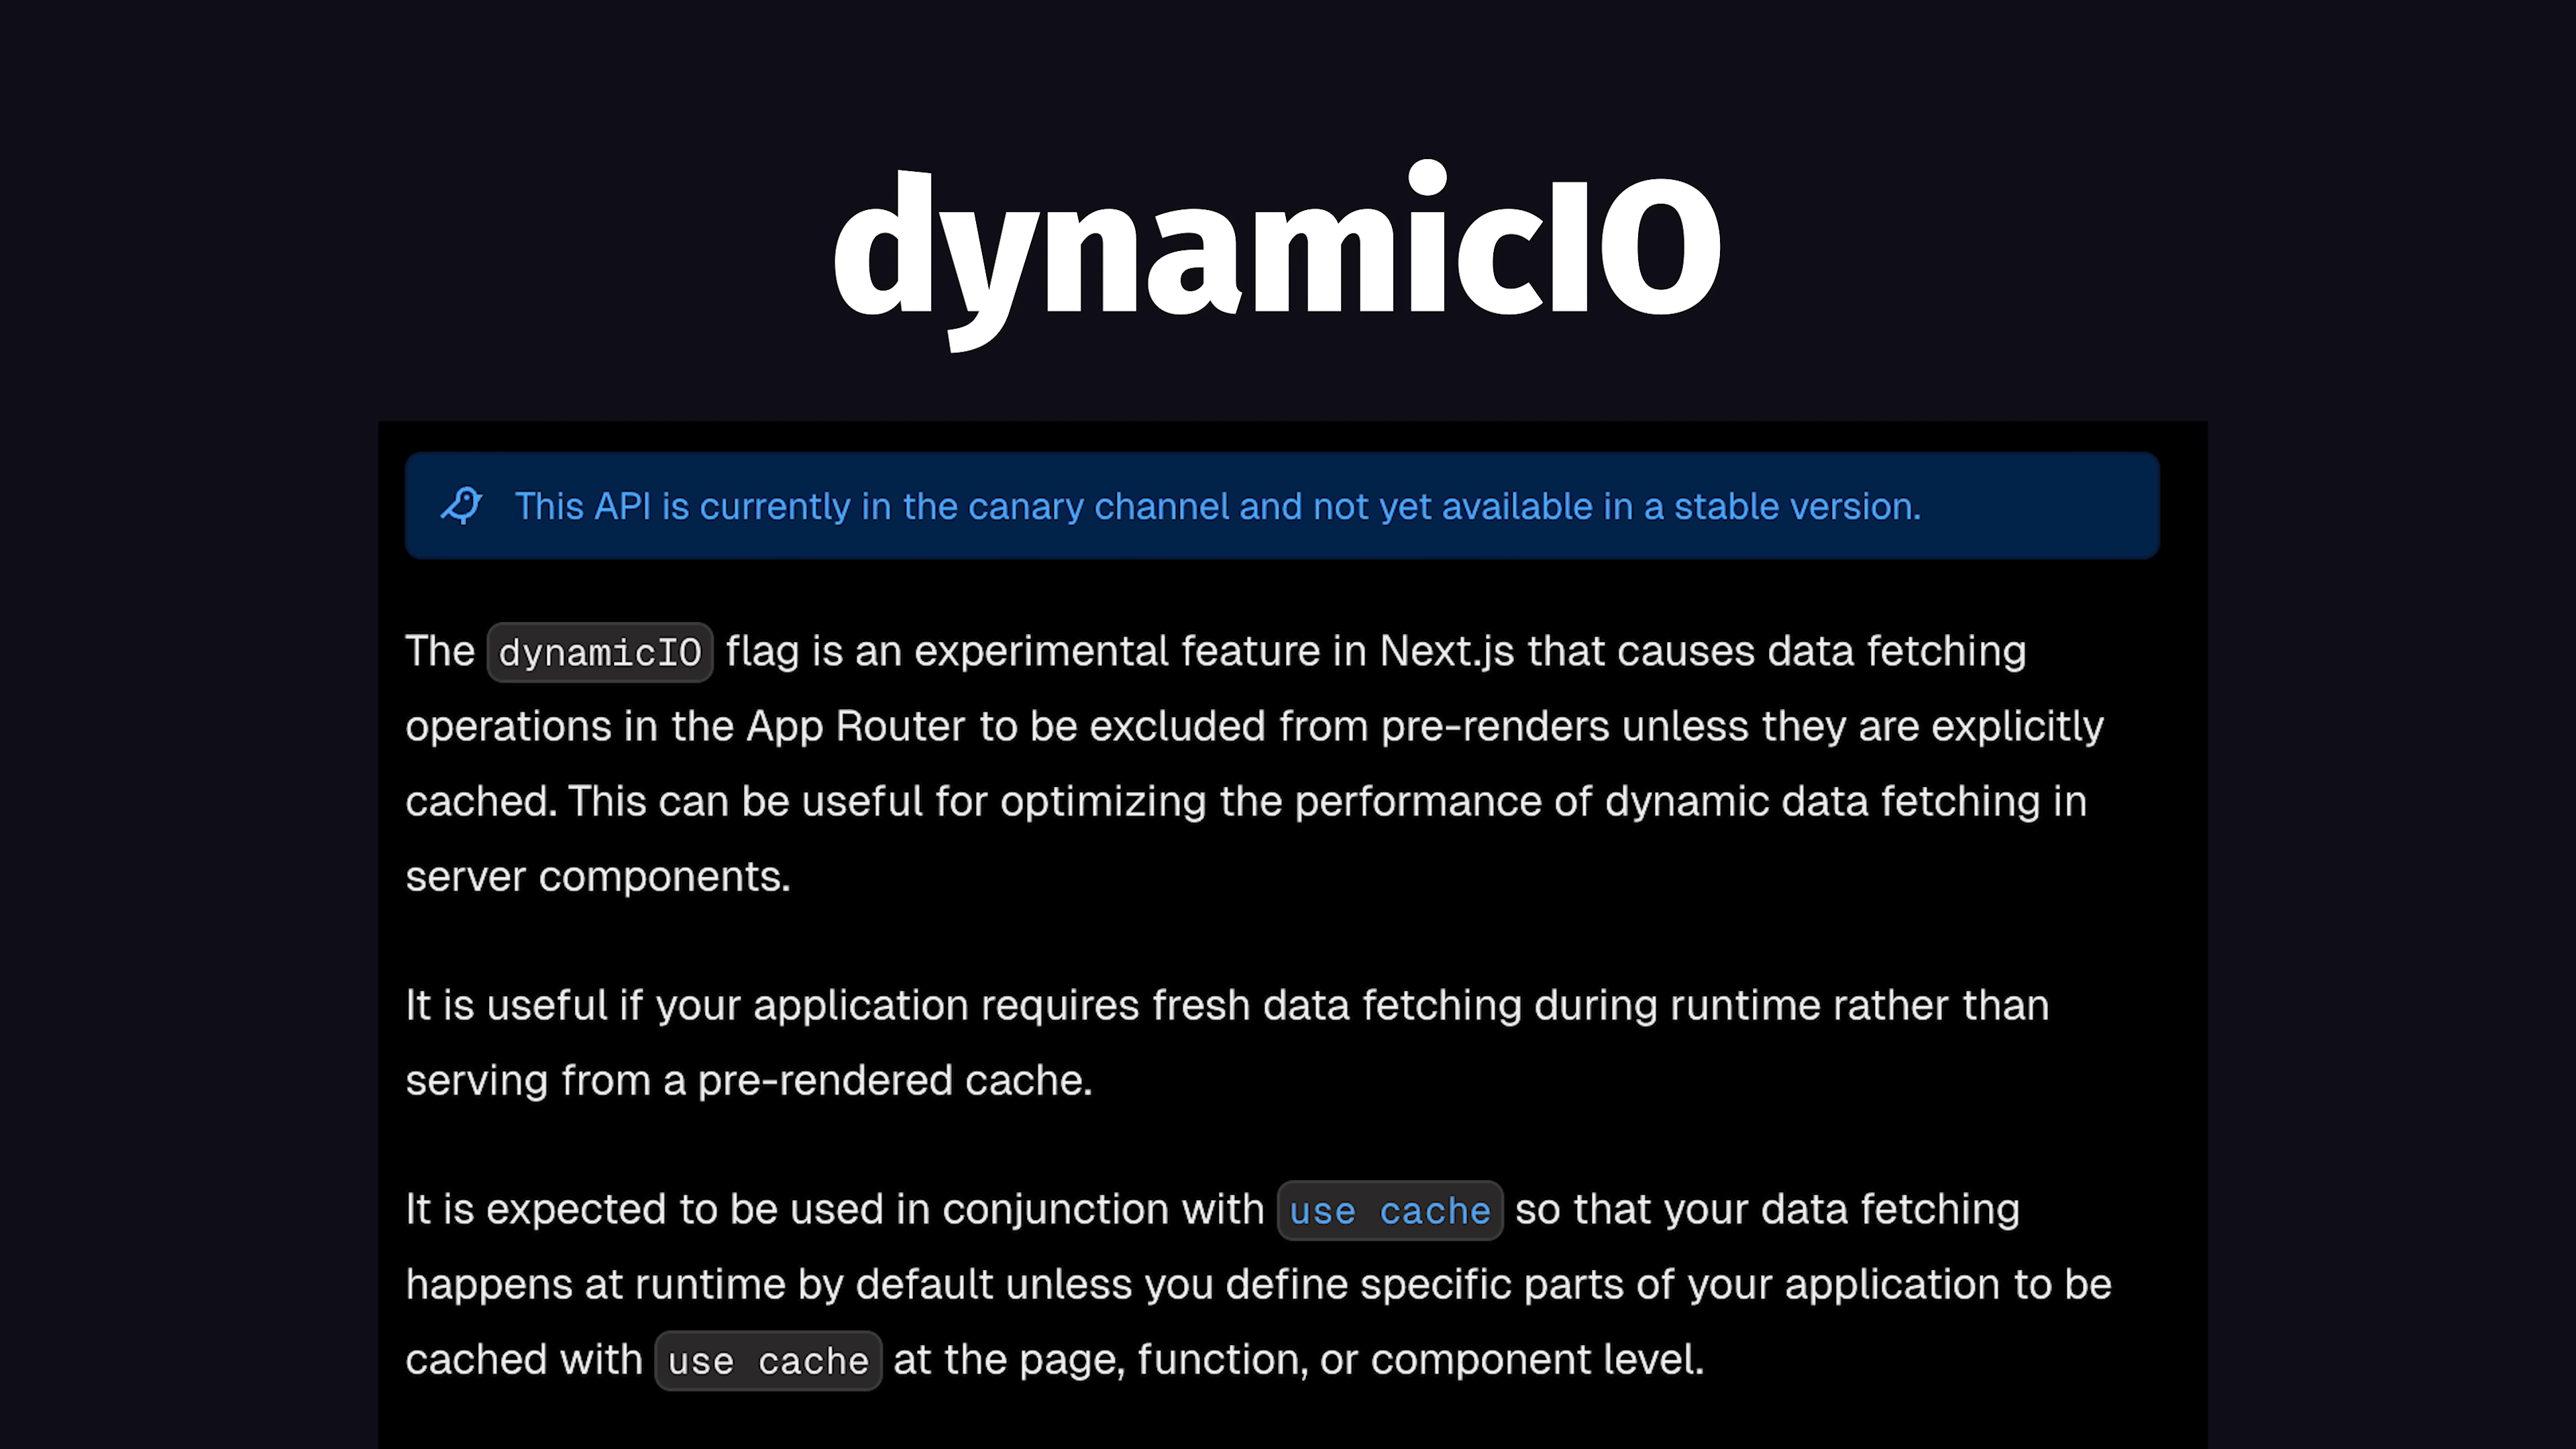 dynamicIO
This API is currently in the canary channel and not yet available in a stable version.
The dynamicIO flag is an experimental feature in Next.js that causes data fetching
operations in the App Router to be excluded from pre-renders unless they are explicitly
cached. This can be useful for optimizing the performance of dynamic data fetching in
server components.
It is useful if your application requires fresh data fetching during runtime rather than
serving from a pre-rendered cache.
It is expected to be used in conjunction with use cache so that your data fetching
happens at runtime by default unless you define specific parts of your application to be
cached with use cache at the page, function, or component level.